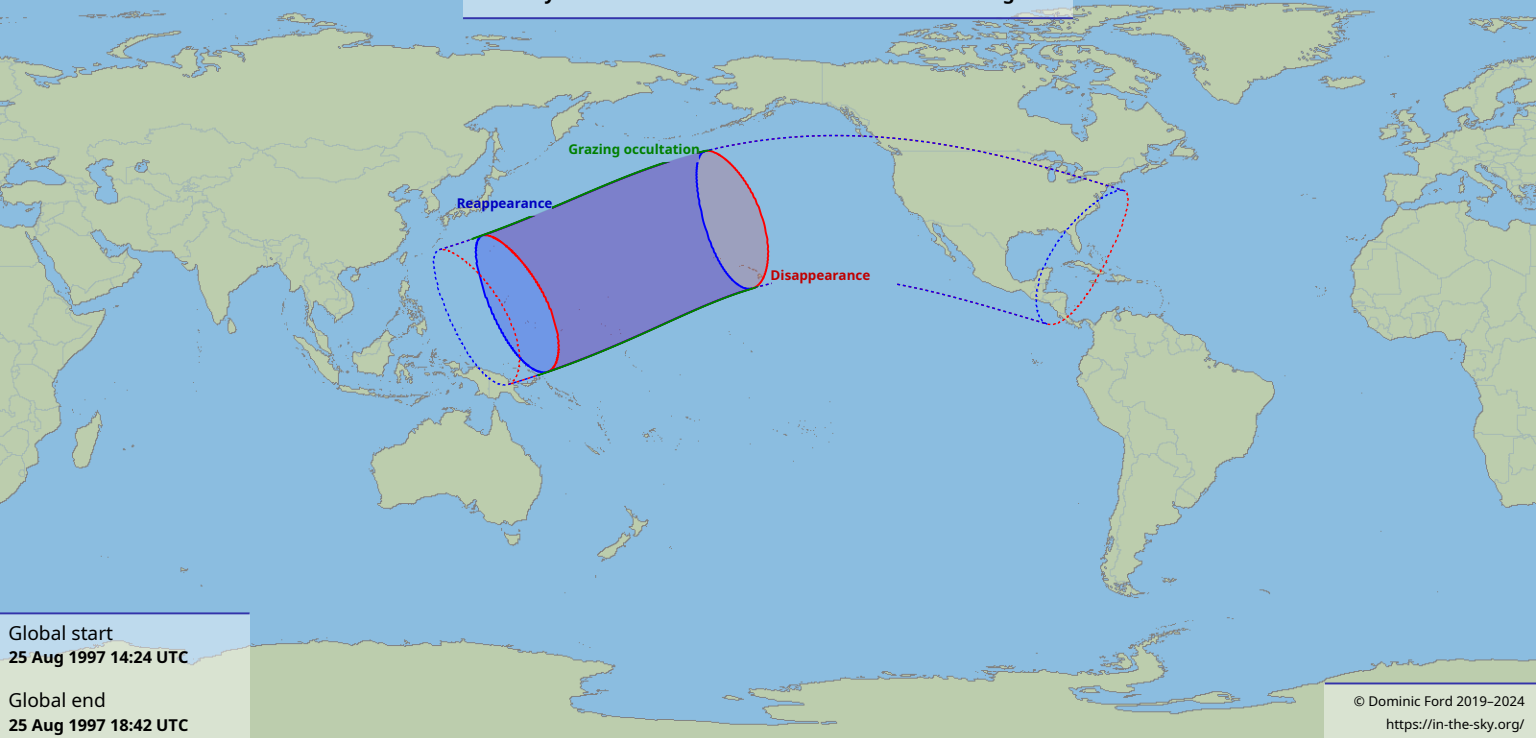 Grazing occultation
Reappearance
Disappearance
Global start
25 Aug 1997 14:24 UTC
Global end
25 Aug 1997 18:42 UTC
© Dominic Ford 2019–2024
https://in-the-sky.org/